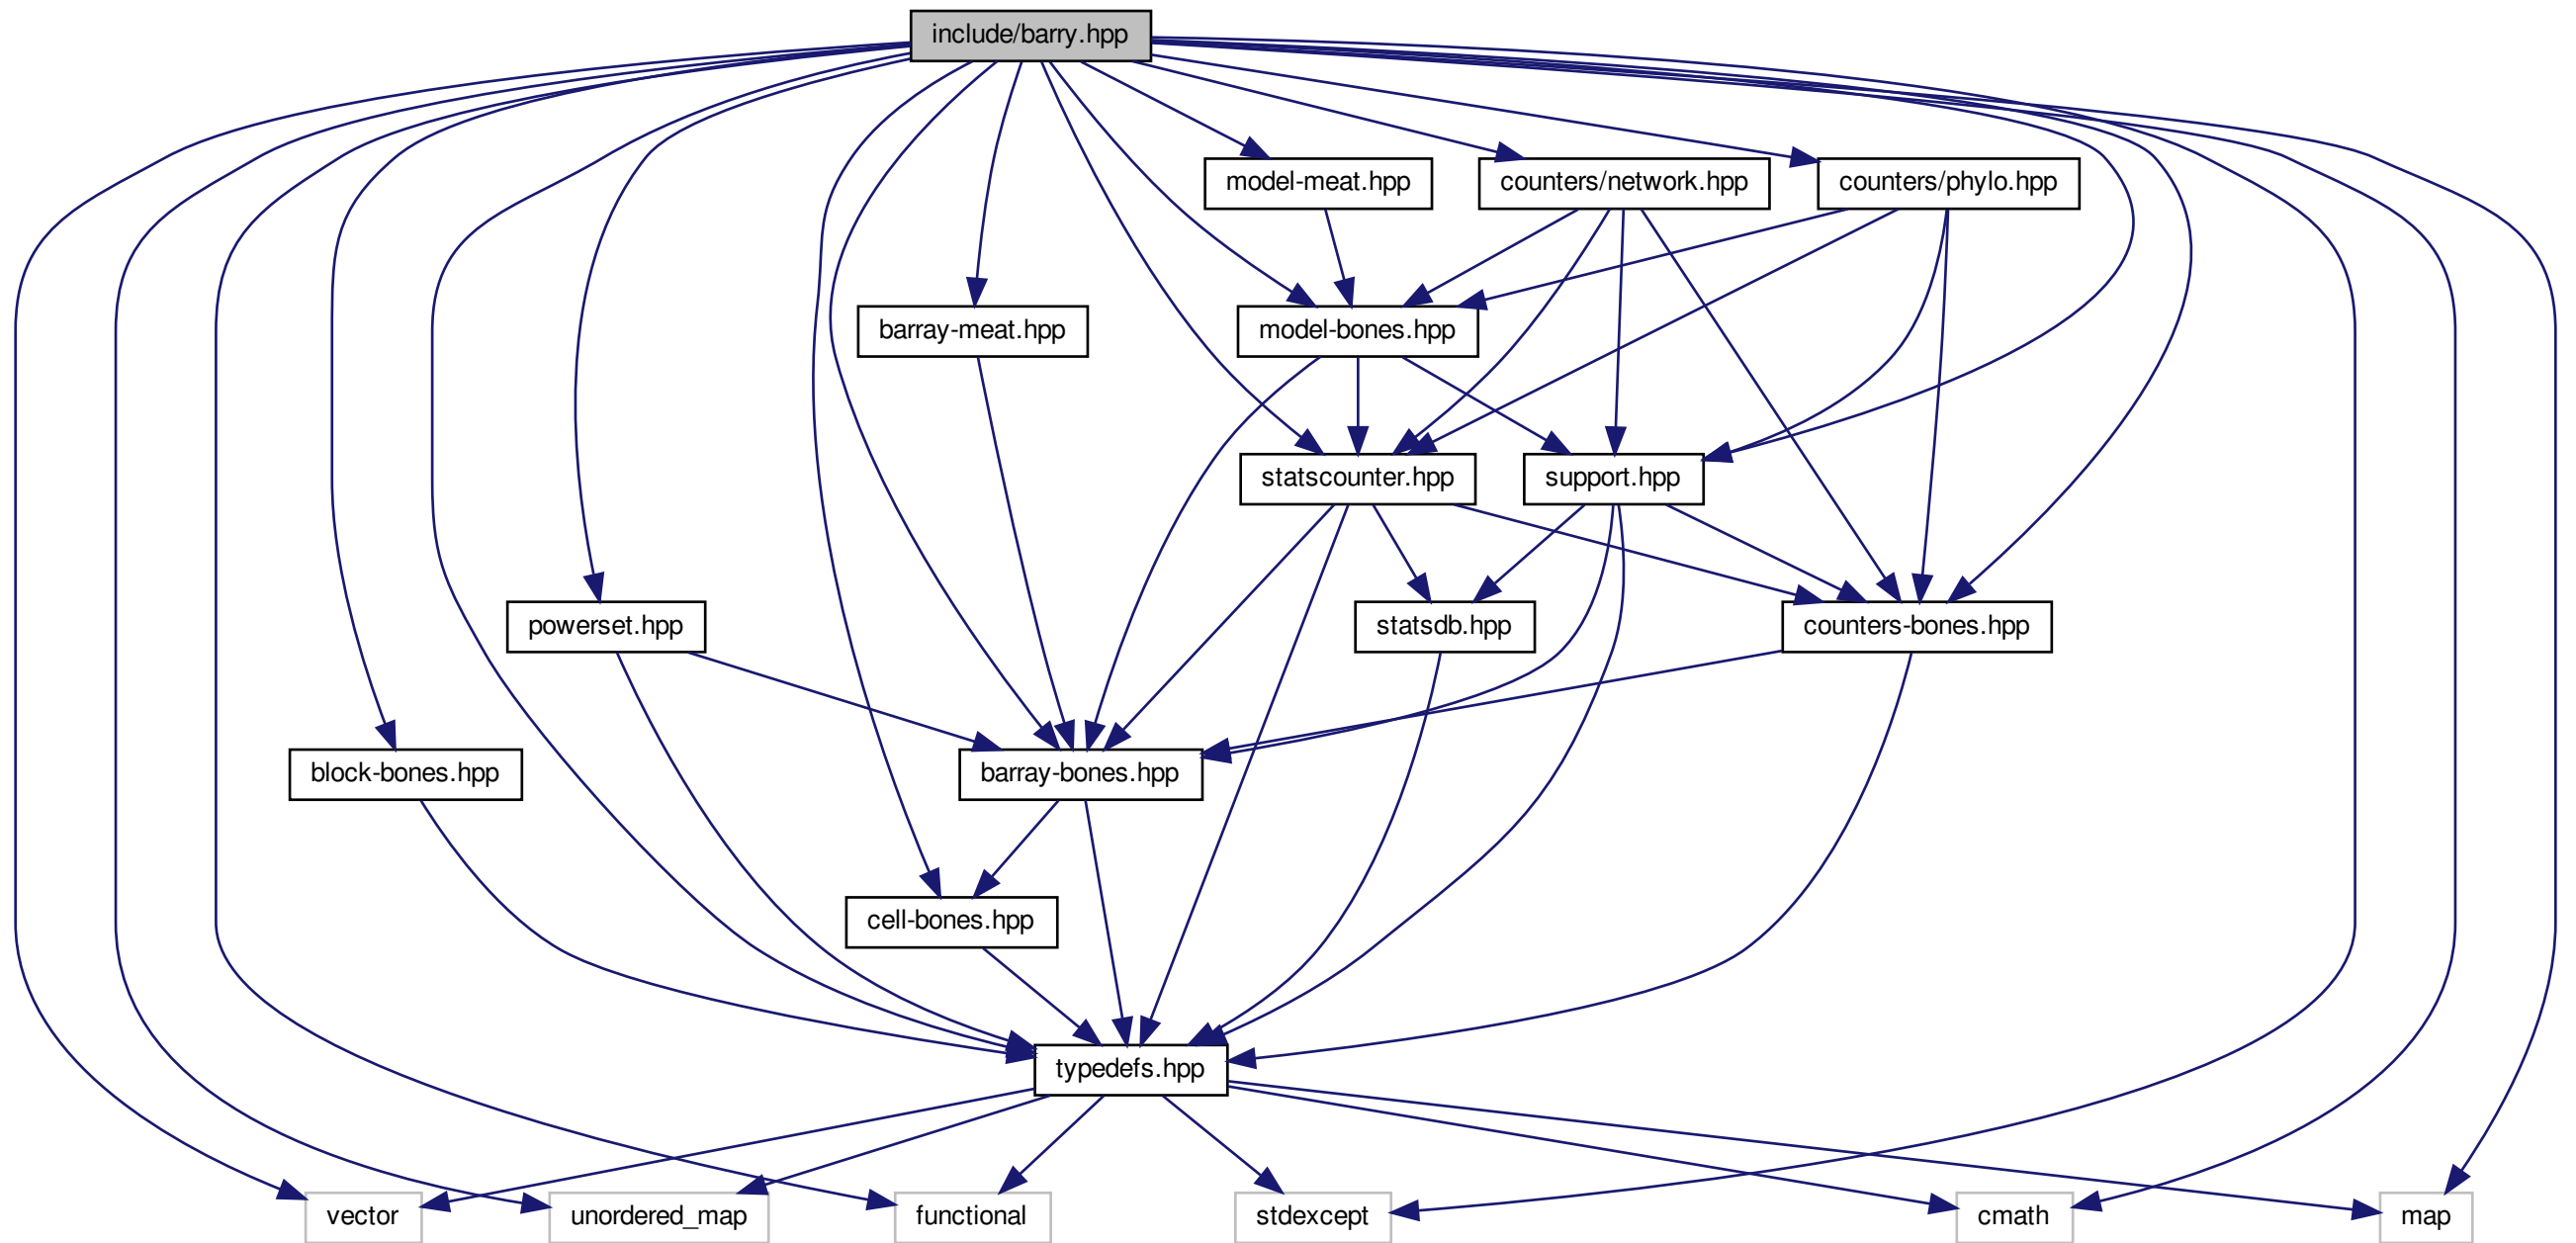 include/barry.hpp
model-meat.hpp
counters/network.hpp
counters/phylo.hpp
barray-meat.hpp
model-bones.hpp
statscounter.hpp
support.hpp
powerset.hpp
statsdb.hpp
counters-bones.hpp
block-bones.hpp
barray-bones.hpp
cell-bones.hpp
typedefs.hpp
vector
unordered_map
functional
stdexcept
cmath
map